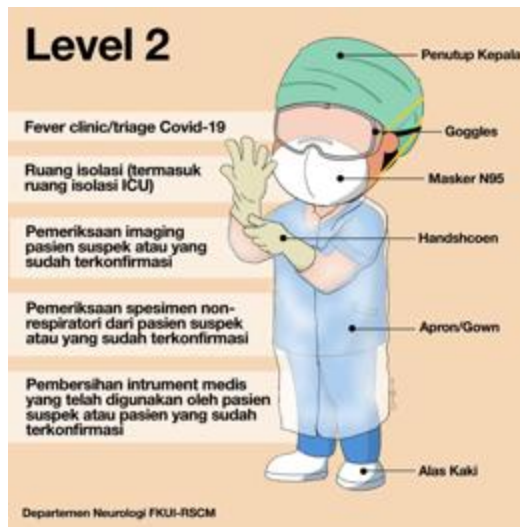 Level 2
Fever clinic/triage Covid-19
Ruang isolasi (termasuk
ruang isolasi ICU)
Pemeriksaan imaging
pasien suspek atau yang
sudah terkonfirmasi
Pemeriksaan spesimen non-
respiratori dari pasien suspek
atau yang sudah terkonfirmasi
Pembersihan intrument medis
yang telah digunakan oleh pasien
suspek atau pasien yang sudah
terkonfirmasi
Penutup Kepala
Goggles
Masker N95
Handshcoen
Apron/Gown
Alas Kaki
Departemen Neurologi FKUI-RSCM